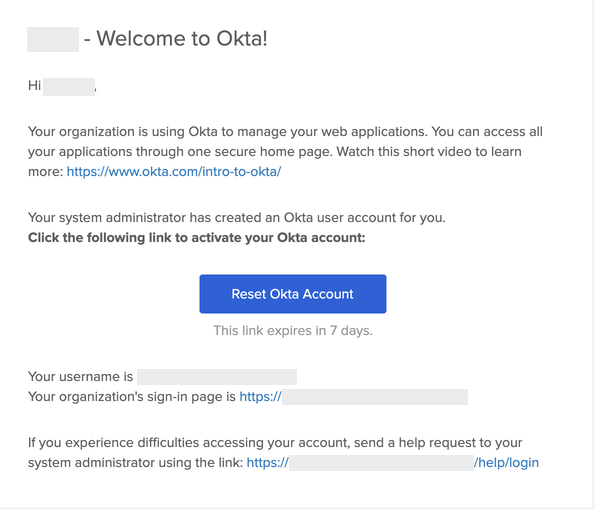 - Welcome to Okta!
Hi ,
Your organization is using Okta to manage your web applications. You can access all
your applications through one secure home page. Watch this short video to learn
more: https://www.okta.com/intro-to-okta/
Your system administrator has created an Okta user account for you.
Click the following link to activate your Okta account:
Reset Okta Account
This link expires in 7 days.
Your username is
Your organization's sign-in page is https://
If you experience difficulties accessing your account, send a help request to your
system administrator using the link: https:// /help/login